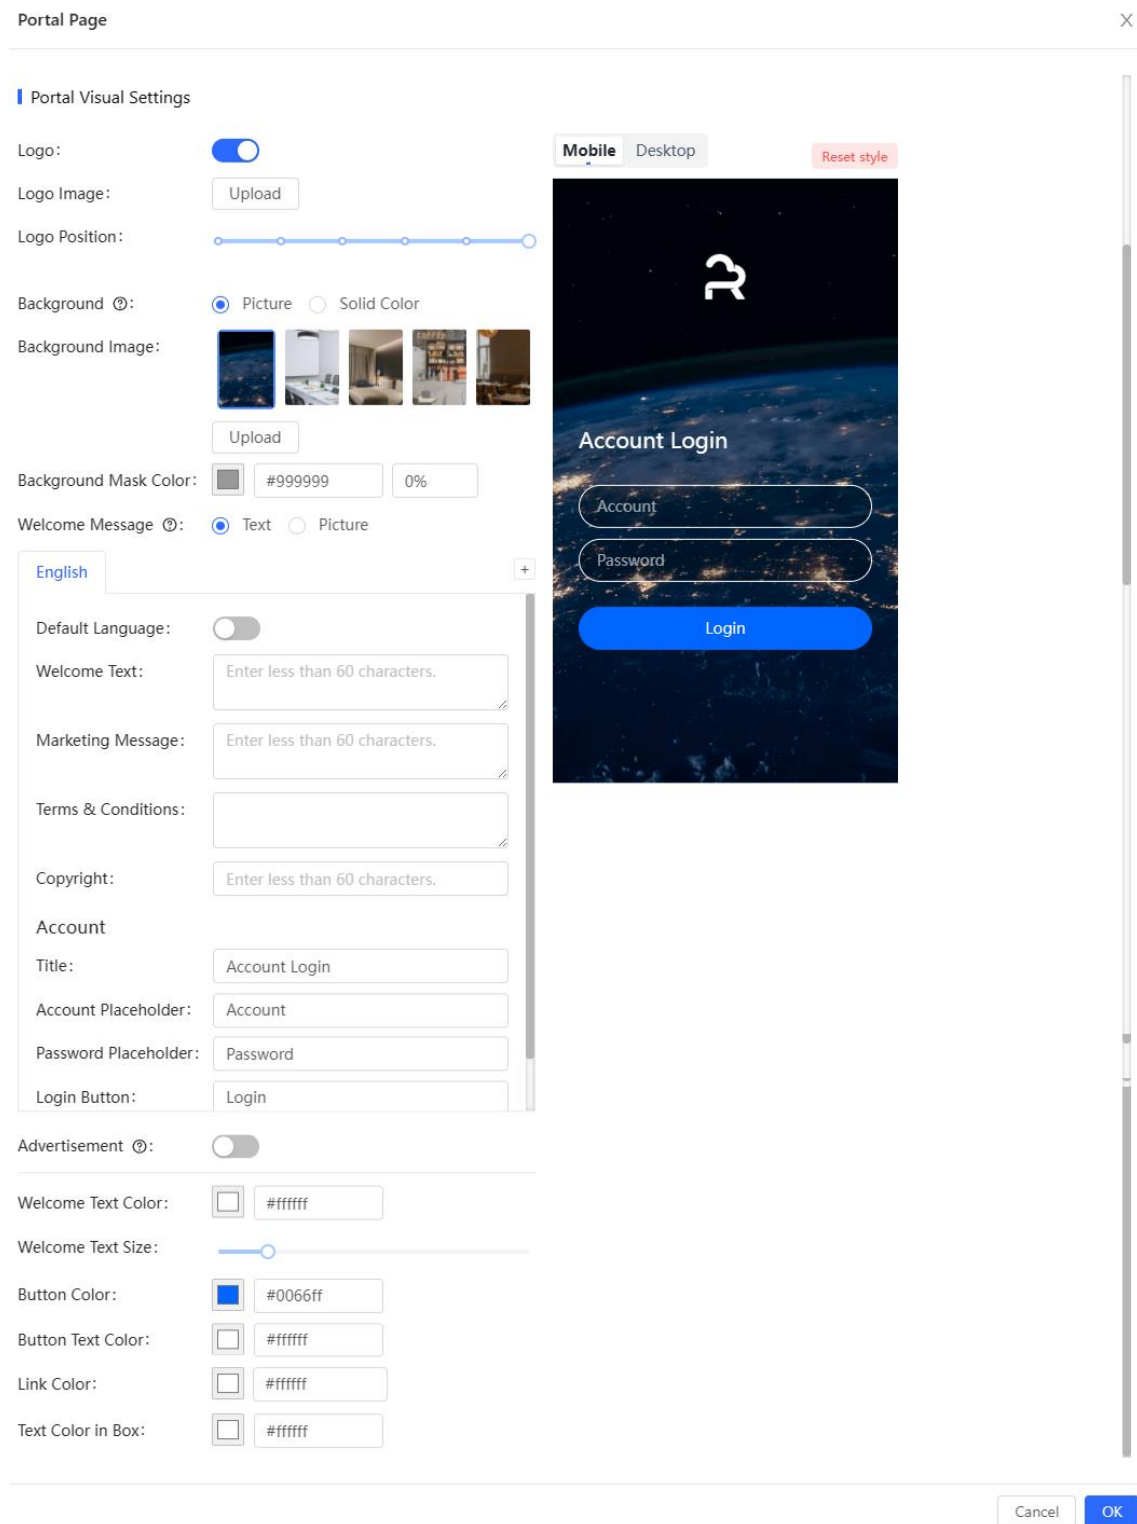 Portal Page
X
Portal Visual Settings
Logo:
Mobile Desktop
Reset style
Logo Image:
Upload
Logo Position:
Background ?:
Picture Solid Color
Background Image:
Upload
Background Mask Color:
#999999
0%
Welcome Message ?:
Text Picture
English
+
Default Language:
Welcome Text:
Enter less than 60 characters.
Marketing Message:
Enter less than 60 characters.
Terms & Conditions:
Copyright:
Enter less than 60 characters.
Account
Title:
Account Login
Account Placeholder:
Account
Password Placeholder:
Password
Login Button:
Login
Advertisement ?:
Welcome Text Color:
#ffffff
Welcome Text Size:
Button Color:
#0066ff
Button Text Color:
#ffffff
Link Color:
#ffffff
Text Color in Box:
#ffffff
Account Login
Account
Password
Login
Cancel
OK